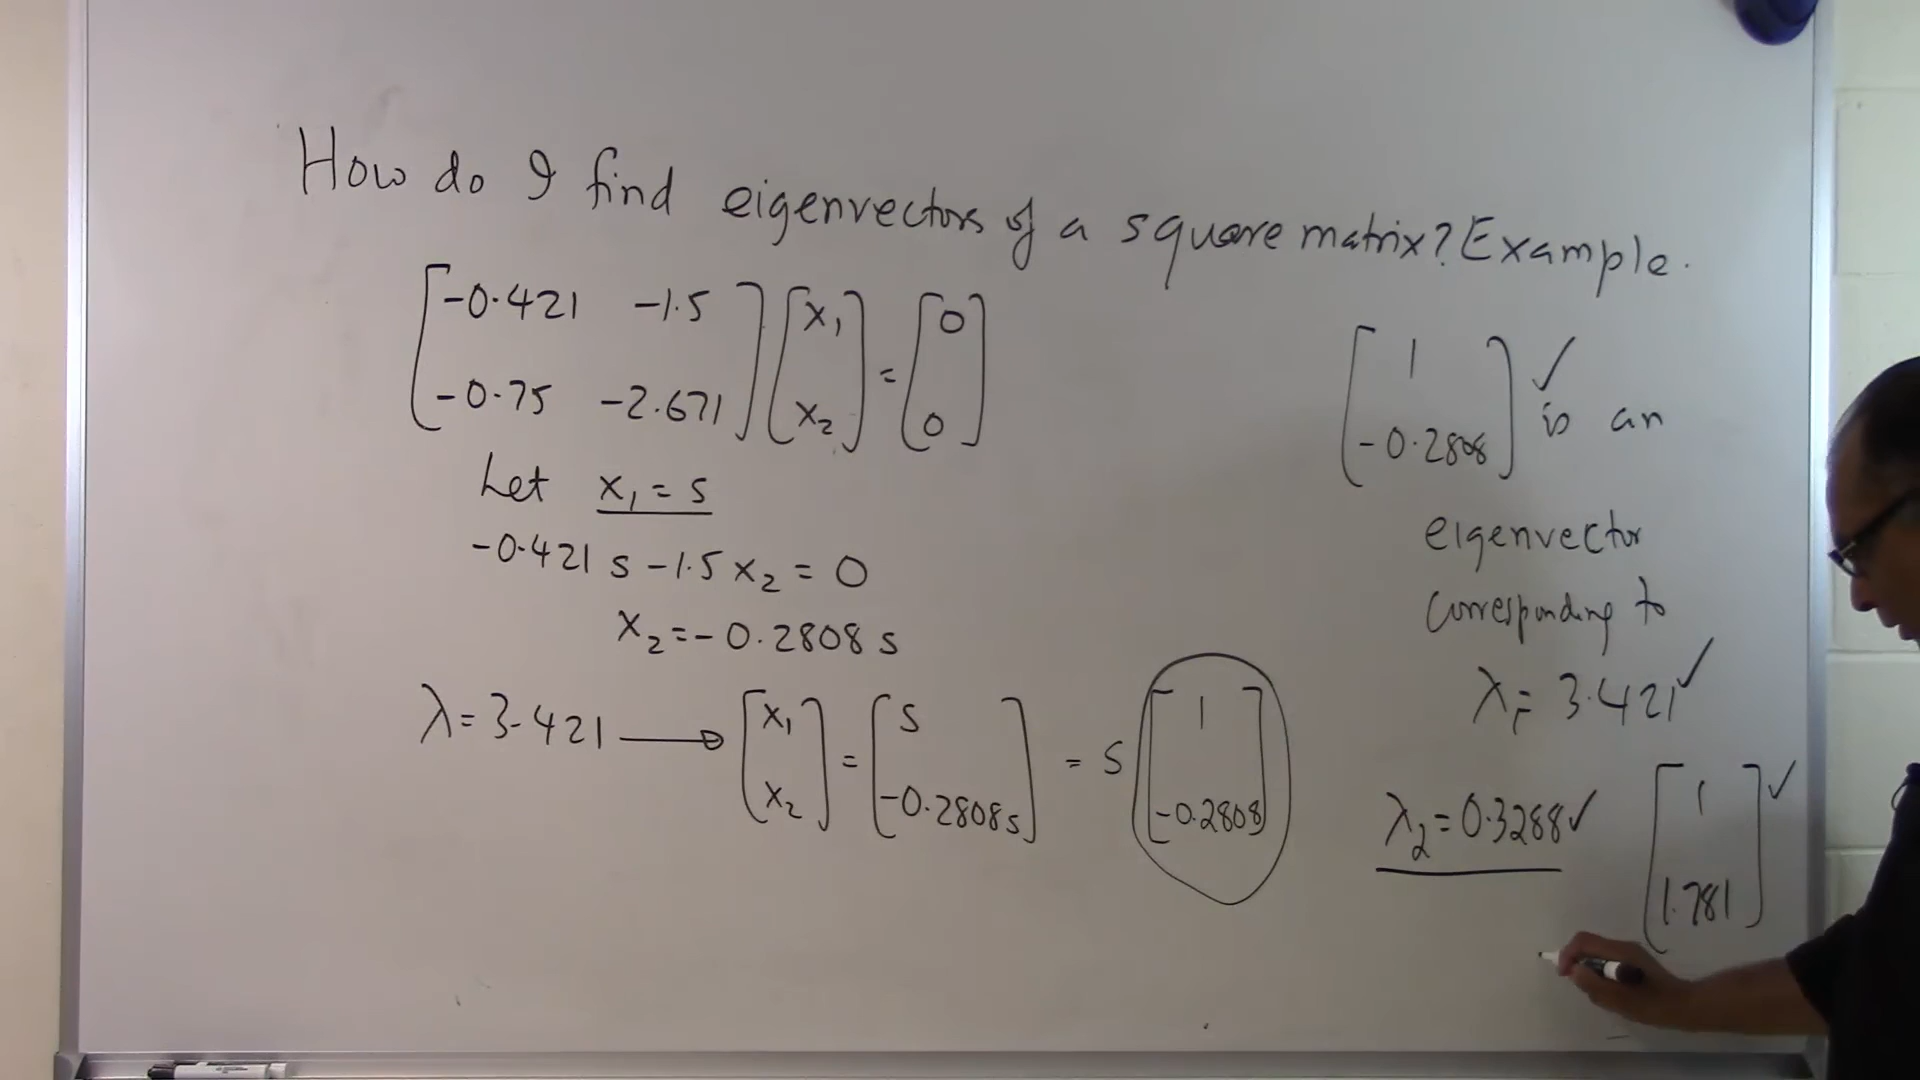 How do I find eigenvectors of a square matrix? Example.
[-0.421 -1.5
-0.75 -2.671] [x₁
x₂] = [0
0]
Let x₁ = s
-0.421 s - 1.5 x₂ = 0
x₂ = -0.2808 s
λ = 3.421 → [x₁
x₂] = [s
-0.2808s] = s [1
-0.2808]
[1
-0.2808] ✓ is an
eigenvector
corresponding to
λ₁ = 3.421 ✓
λ₂ = 0.3288 ✓ [1
1.781] ✓